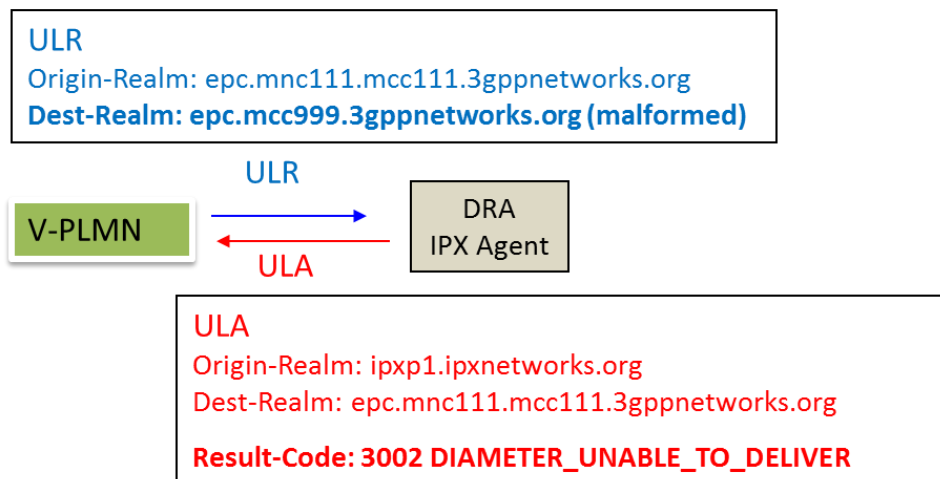 ULR
Origin-Realm: epc.mnc111.mcc111.3gppnetworks.org
Dest-Realm: epc.mcc999.3gppnetworks.org (malformed)
ULR
V-PLMN
DRA
IPX Agent
ULA
ULA
Origin-Realm: ipxp1.ipxnetworks.org
Dest-Realm: epc.mnc111.mcc111.3gppnetworks.org
Result-Code: 3002 DIAMETER_UNABLE_TO_DELIVER